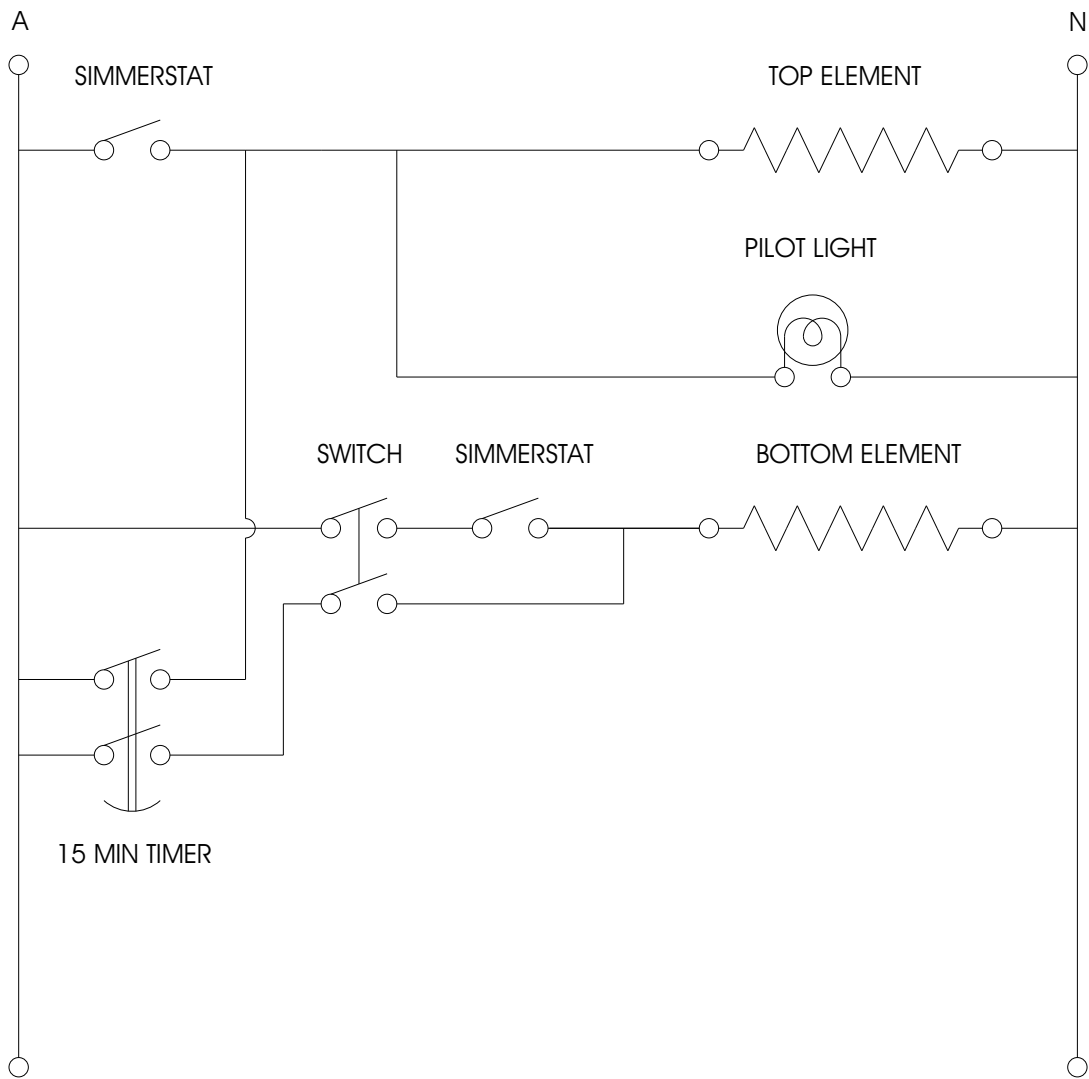 A
N
SIMMERSTAT
TOP ELEMENT
PILOT LIGHT
SWITCH
SIMMERSTAT
BOTTOM ELEMENT
15 MIN TIMER